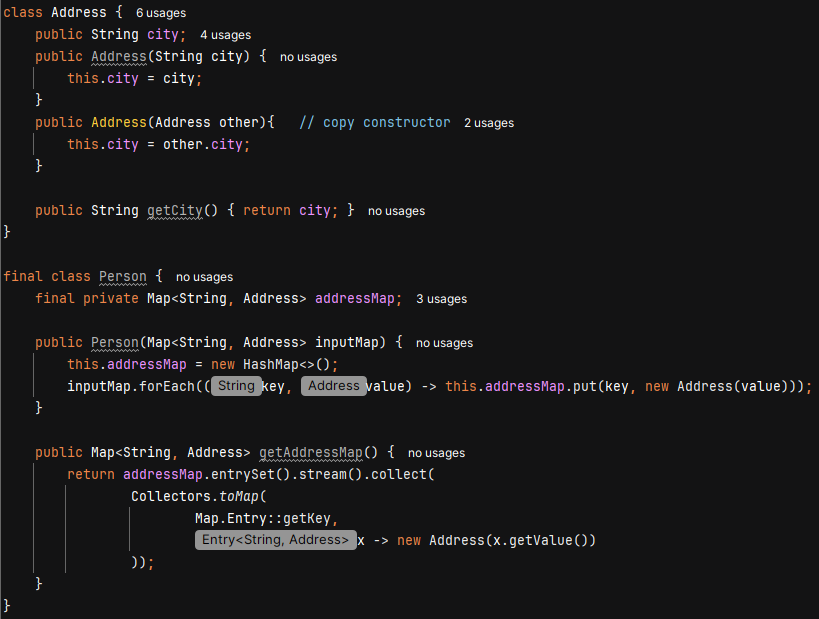 class Address {  6 usages
    public String city;  4 usages
    public Address(String city) {  no usages
        this.city = city;
    }
    public Address(Address other){   // copy constructor  2 usages
        this.city = other.city;
    }
    public String getCity() { return city; }  no usages
}
final class Person {  no usages
    final private Map<String, Address> addressMap;  3 usages
    public Person(Map<String, Address> inputMap) {  no usages
        this.addressMap = new HashMap<>();
        inputMap.forEach((String key, Address value) -> this.addressMap.put(key, new Address(value)));
    }
    public Map<String, Address> getAddressMap() {  no usages
        return addressMap.entrySet().stream().collect(
                Collectors.toMap(
                        Map.Entry::getKey,
                        Entry<String, Address> x -> new Address(x.getValue())
                ));
    }
}